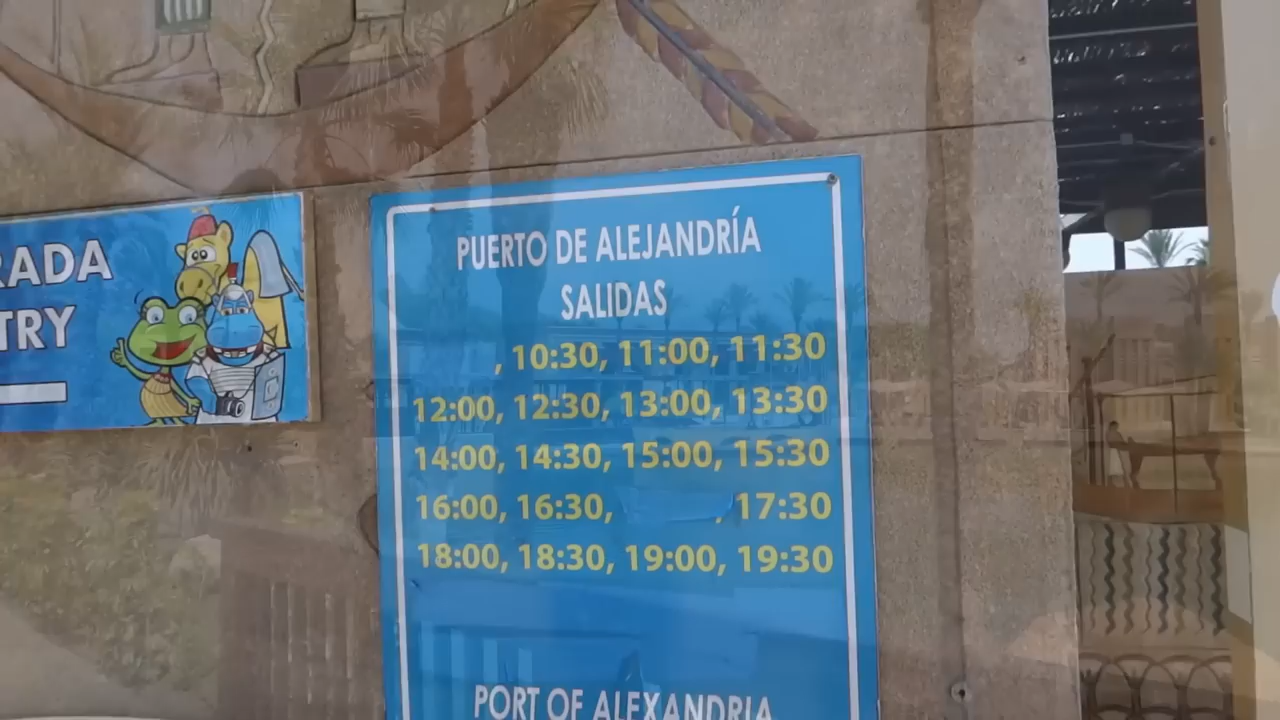 RADA
TRY
PUERTO DE ALEJANDRÍA
SALIDAS
, 10:30, 11:00, 11:30
12:00, 12:30, 13:00, 13:30
14:00, 14:30, 15:00, 15:30
16:00, 16:30, , 17:30
18:00, 18:30, 19:00, 19:30
PORT OF ALEXANDRIA